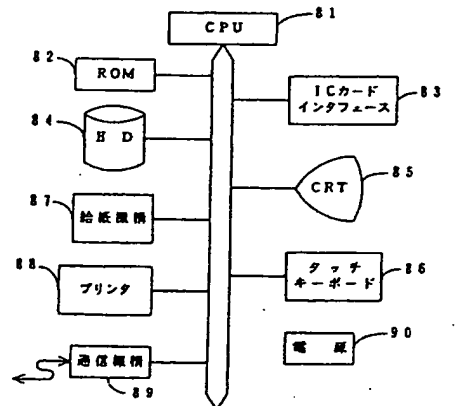 CPU
81
82
ROM
ICカード
インタフェース
83
84
HD
CRT
85
87
給紙機構
タッチ
キーボード
86
88
プリンタ
電源
90
通信機構
89